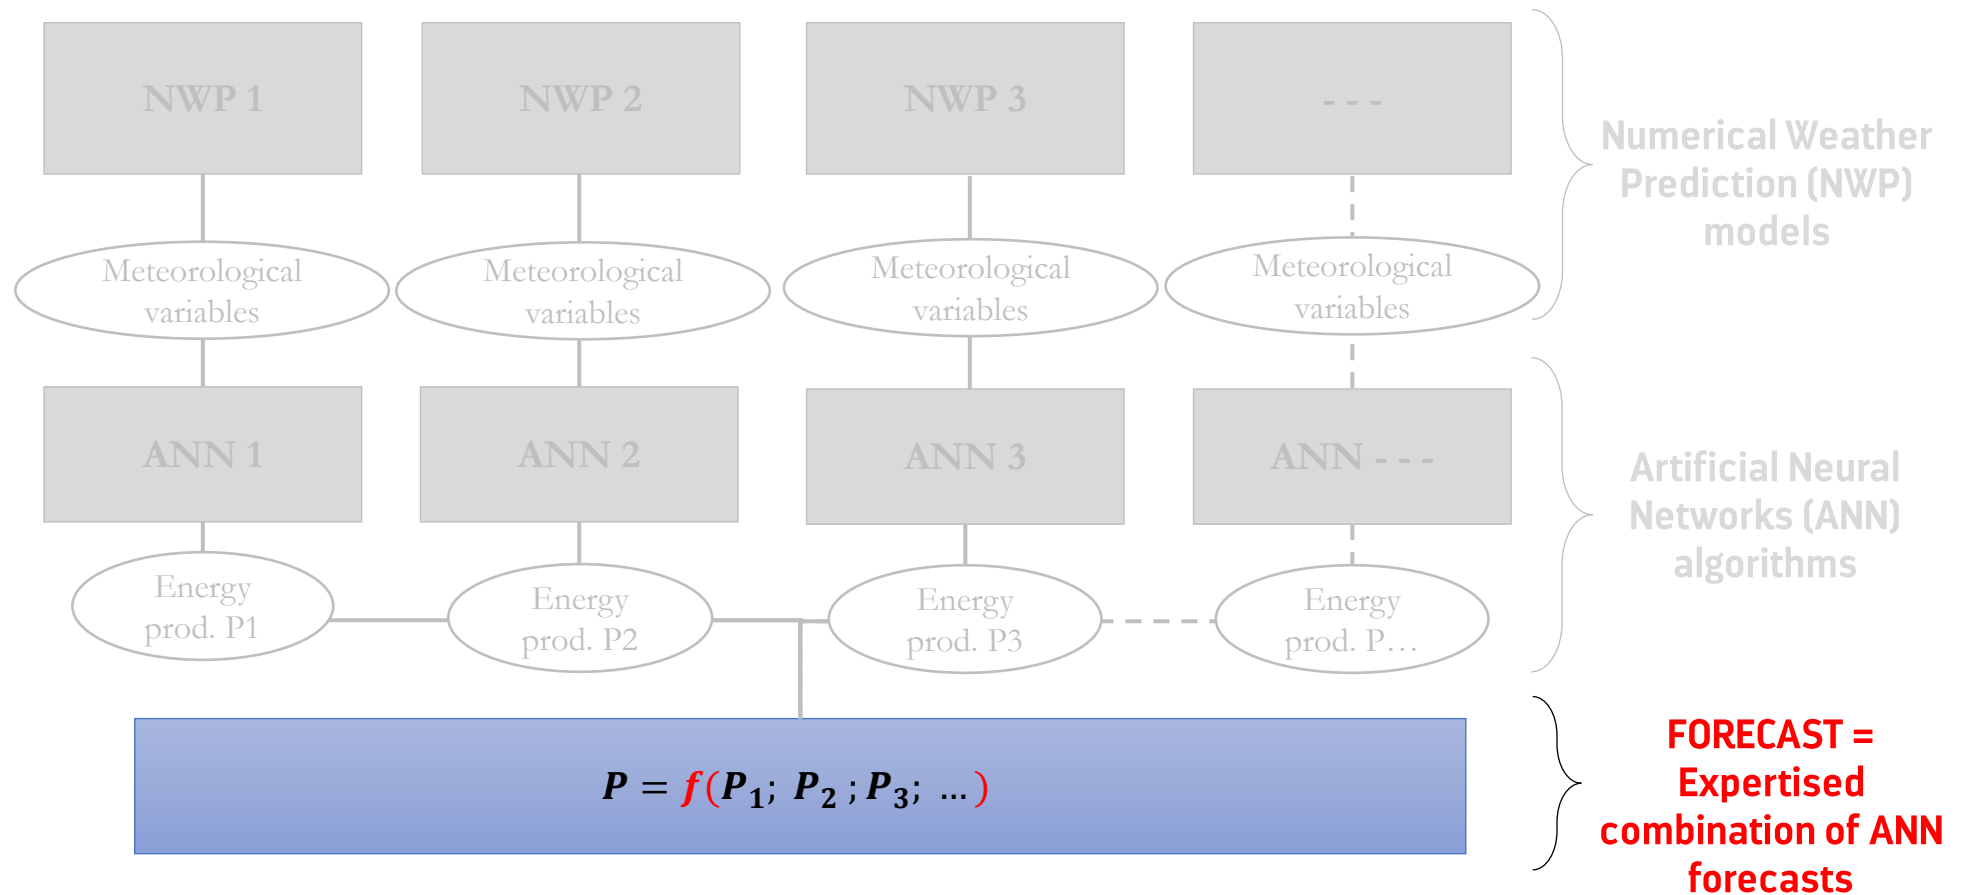 NWP 1
NWP 2
NWP 3
- - -
Numerical Weather
Prediction (NWP)
models
Meteorological
variables
Meteorological
variables
Meteorological
variables
Meteorological
variables
ANN 1
ANN 2
ANN 3
ANN - - -
Artificial Neural
Networks (ANN)
algorithms
Energy
prod. P1
Energy
prod. P2
Energy
prod. P3
Energy
prod. P…
P = f(P₁; P₂ ; P₃; …)
FORECAST =
Expertised
combination of ANN
forecasts